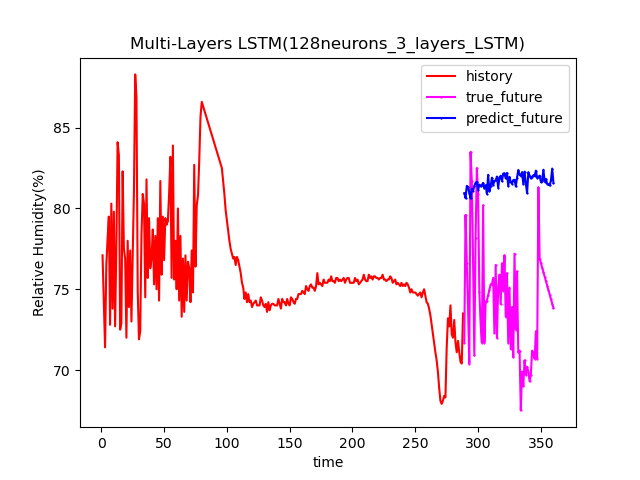 Multi-Layers LSTM(128neurons_3_layers_LSTM)
history
true_future
predict_future
Relative Humidity(%)
85
80
75
70
0 50 100 150 200 250 300 350
time